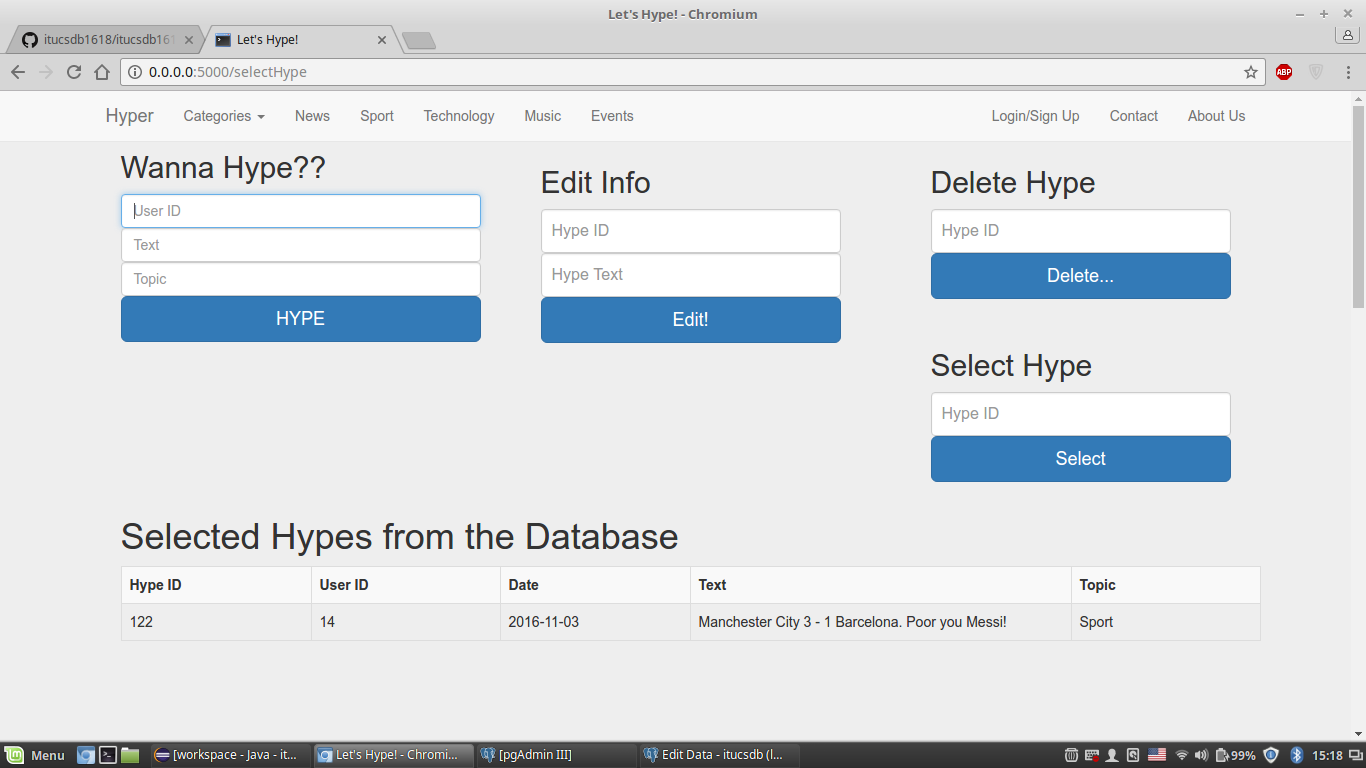 Let's Hype! - Chromium
itucsdb1618/itucsdb161
Let's Hype!
0.0.0.0:5000/selectHype
ABP
Hyper
Categories
News
Sport
Technology
Music
Events
Login/Sign Up
Contact
About Us
Wanna Hype??
User ID
Text
Topic
HYPE
Edit Info
Hype ID
Hype Text
Edit!
Delete Hype
Hype ID
Delete...
Select Hype
Hype ID
Select
Selected Hypes from the Database
Hype ID User ID Date Text Topic
122 14 2016-11-03 Manchester City 3 - 1 Barcelona. Poor you Messi! Sport
Menu
[workspace - Java - it...
Let's Hype! - Chromi...
[pgAdmin III]
Edit Data - itucsdb (l...
99%
15:18